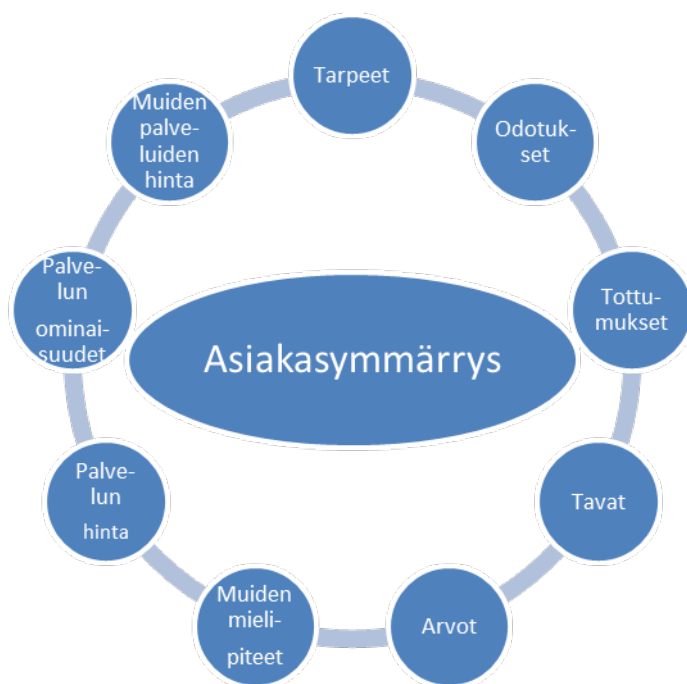 Tarpeet
Odotuk-
set
Tottu-
mukset
Tavat
Arvot
Muiden
mieli-
piteet
Palve-
lun
hinta
Palve-
lun
ominai-
suudet
Muiden
palve-
luiden
hinta
Asiakasymmärrys